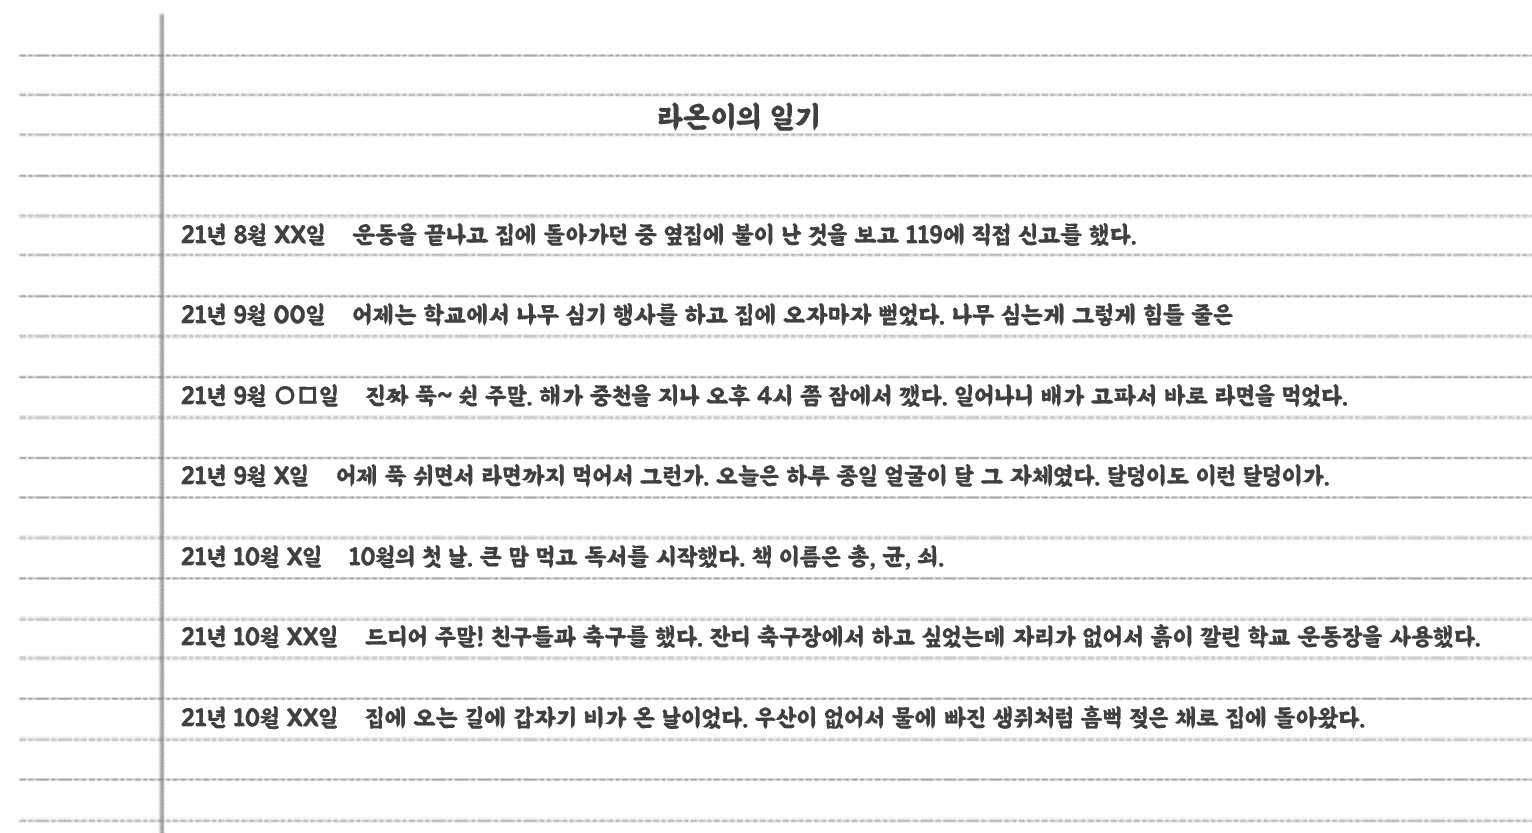 라온이의 일기
21년 8월 XX일 운동을 끝나고 집에 돌아가던 중 옆집에 불이 난 것을 보고 119에 직접 신고를 했다.
21년 9월 OO일 어제는 학교에서 나무 심기 행사를 하고 집에 오자마자 뻗었다. 나무 심는게 그렇게 힘들 줄은
21년 9월 ○□일 진짜 푹~ 쉰 주말. 해가 중천을 지나 오후 4시 쯤 잠에서 깼다. 일어나니 배가 고파서 바로 라면을 먹었다.
21년 9월 X일 어제 푹 쉬면서 라면까지 먹어서 그런가. 오늘은 하루 종일 얼굴이 달 그 자체였다. 달덩이도 이런 달덩이가.
21년 10월 X일 10월의 첫 날. 큰 맘 먹고 독서를 시작했다. 책 이름은 총, 균, 쇠.
21년 10월 XX일 드디어 주말! 친구들과 축구를 했다. 잔디 축구장에서 하고 싶었는데 자리가 없어서 흙이 깔린 학교 운동장을 사용했다.
21년 10월 XX일 집에 오는 길에 갑자기 비가 온 날이었다. 우산이 없어서 물에 빠진 생쥐처럼 흠뻑 젖은 채로 집에 돌아왔다.